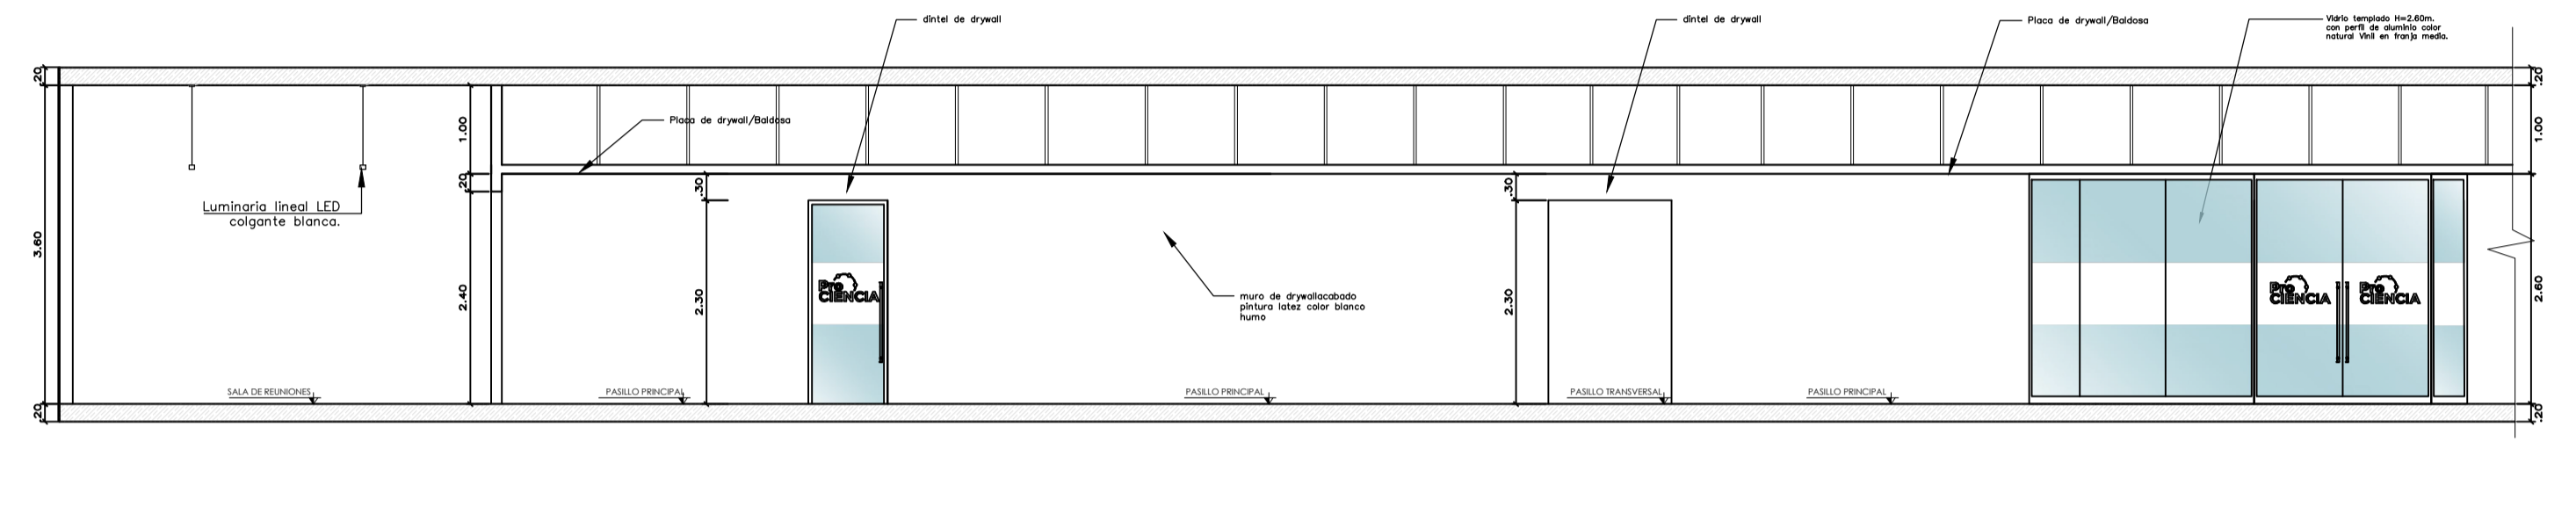 dintel de drywall
dintel de drywall
Placa de drywall/Baldosa
Vidrio templado H=2.60m.
con perfil de aluminio color
natural Vinil en franja media.
.20
.20
1.00
Placa de drywall/Baldosa
1.00
.20
.30
.30
Luminaria lineal LED
colgante blanca.
3.60
2.40
2.30
Pro
CIENCIA
muro de drywallacabado
pintura latez color blanco
humo
2.30
Pro
CIENCIA
Pro
CIENCIA
2.60
SALA DE REUNIONES
PASILLO PRINCIPAL
PASILLO PRINCIPAL
PASILLO TRANSVERSAL
PASILLO PRINCIPAL
.20
.20